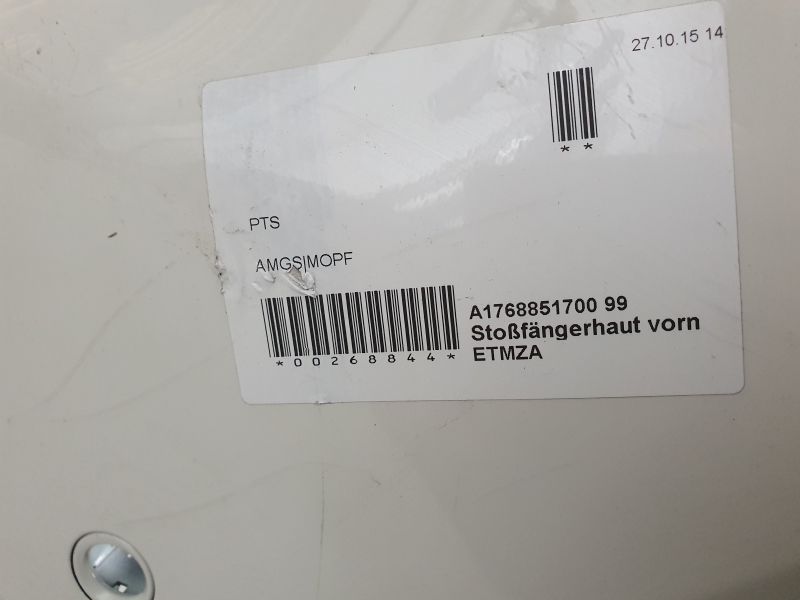 27.10.15 14
* *
PTS
AMGSIMOPF
*00268844*
A1768851700 99
Stoßfängerhaut vorn
ETMZA